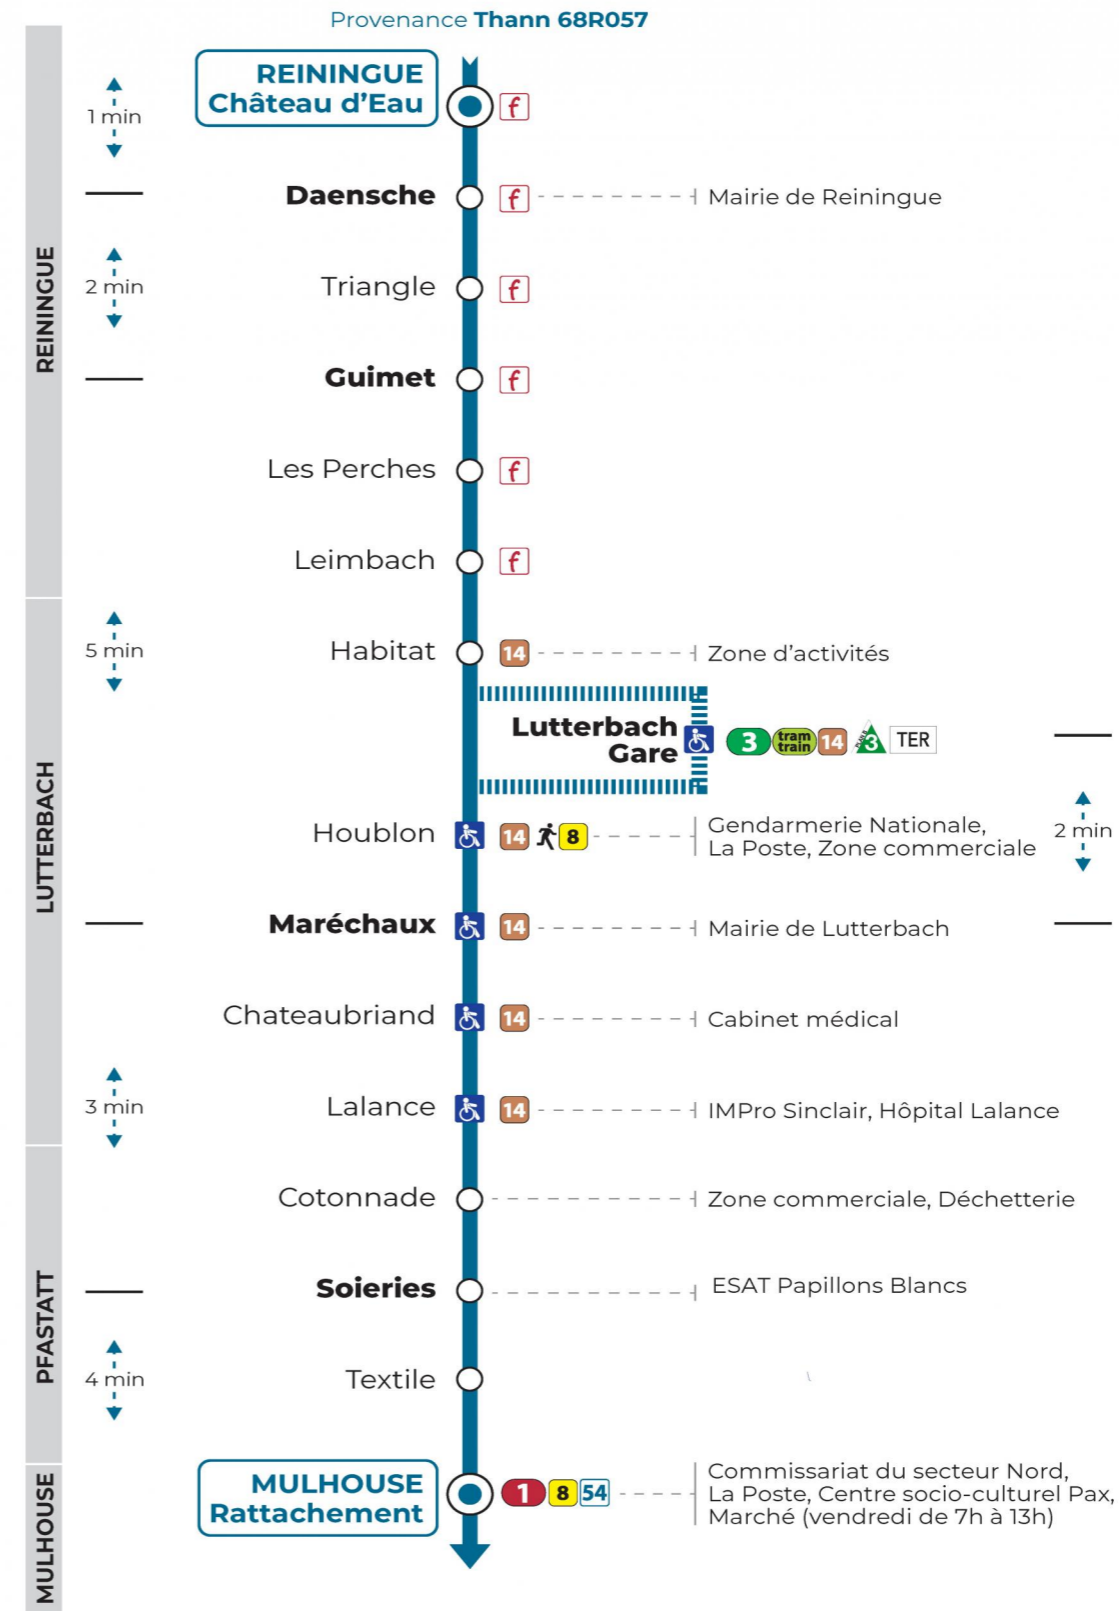 Provenance Thann 68R057
REININGUE
Château d'Eau
f
1 min
Daensche
f
Mairie de Reiningue
REININGUE
2 min
Triangle
f
Guimet
f
Les Perches
f
Leimbach
f
5 min
Habitat
14
Zone d'activités
Lutterbach
Gare
3
tram
train
14
3
TER
LUTTERBACH
Houblon
14
8
Gendarmerie Nationale,
La Poste, Zone commerciale
2 min
Maréchaux
14
Mairie de Lutterbach
Chateaubriand
14
Cabinet médical
3 min
Lalance
14
IMPro Sinclair, Hôpital Lalance
Cotonnade
Zone commerciale, Déchetterie
PFASTATT
Soieries
ESAT Papillons Blancs
4 min
Textile
MULHOUSE
MULHOUSE
Rattachement
1
8
54
Commissariat du secteur Nord,
La Poste, Centre socio-culturel Pax,
Marché (vendredi de 7h à 13h)